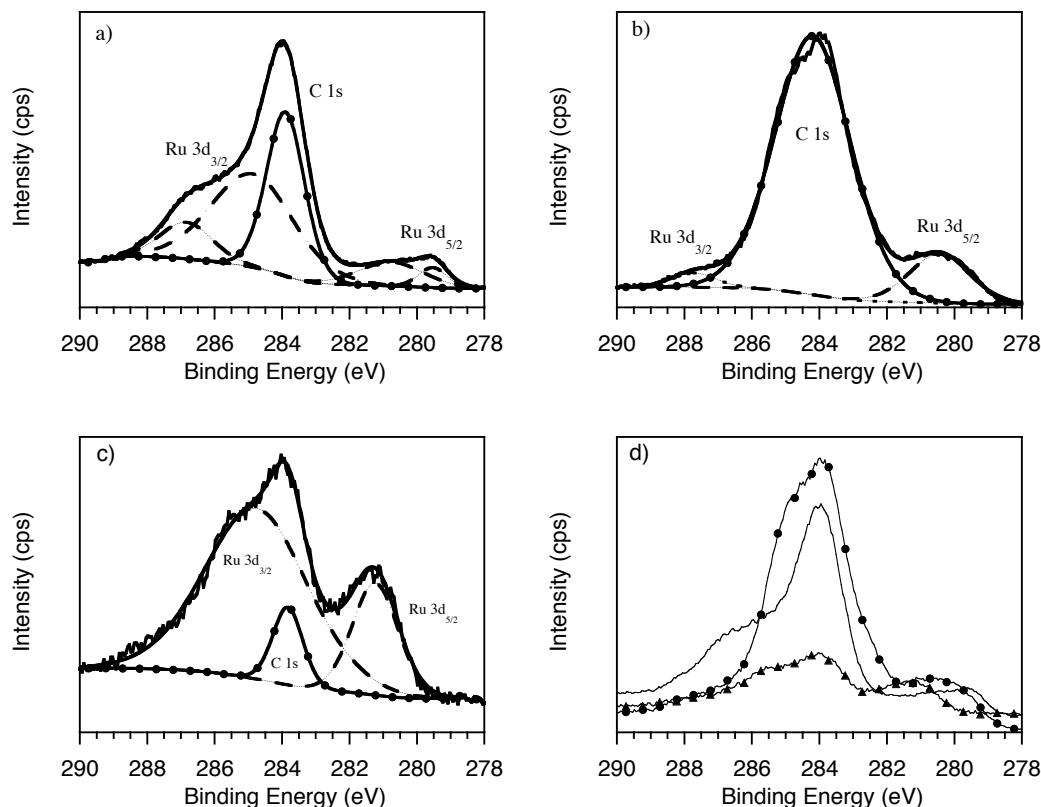 a)
C 1s
Ru 3d3/2
Ru 3d5/2
Intensity (cps)
290 288 286 284 282 280 278
Binding Energy (eV)
b)
C 1s
Ru 3d3/2
Ru 3d5/2
Intensity (cps)
290 288 286 284 282 280 278
Binding Energy (eV)
c)
Ru 3d3/2
Ru 3d5/2
C 1s
Intensity (cps)
290 288 286 284 282 280 278
Binding Energy (eV)
d)
Intensity (cps)
290 288 286 284 282 280 278
Binding Energy (eV)